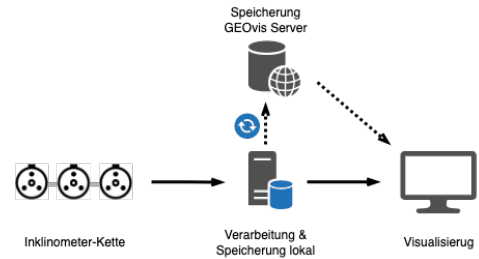 Speicherung
GEOvis Server
Inklinometer-Kette
Verarbeitung &
Speicherung lokal
Visualisierug